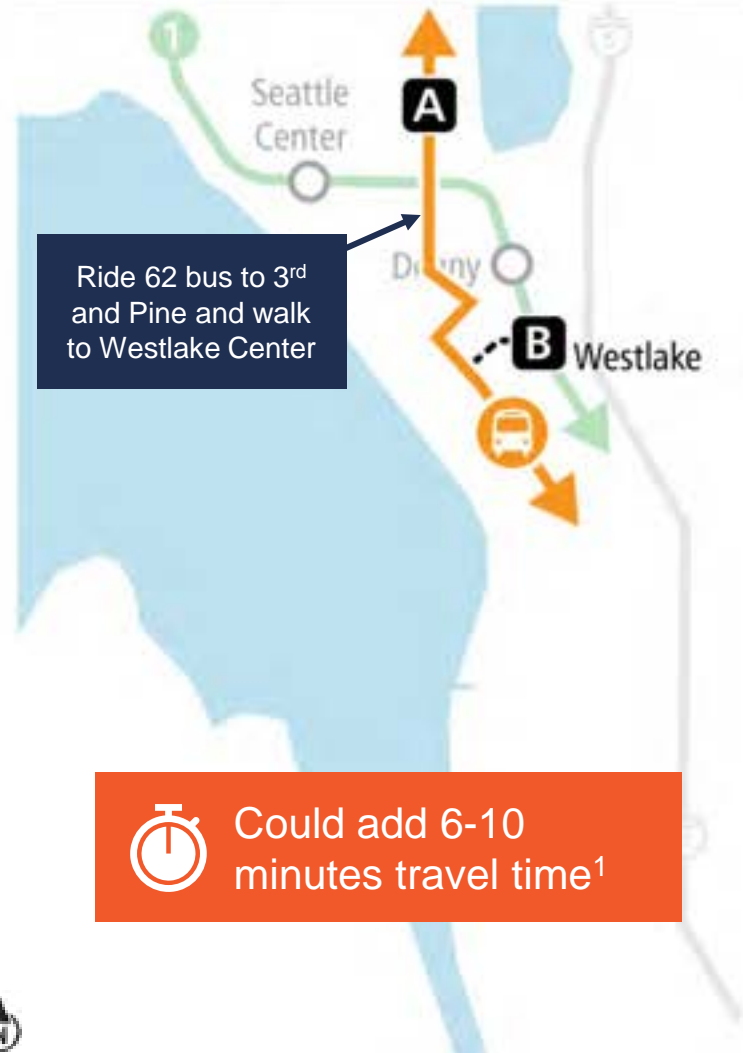 1
5
Seattle
Center
A
Ride 62 bus to 3rd
and Pine and walk
to Westlake Center
B
Westlake
Could add 6-10
minutes travel time1
N